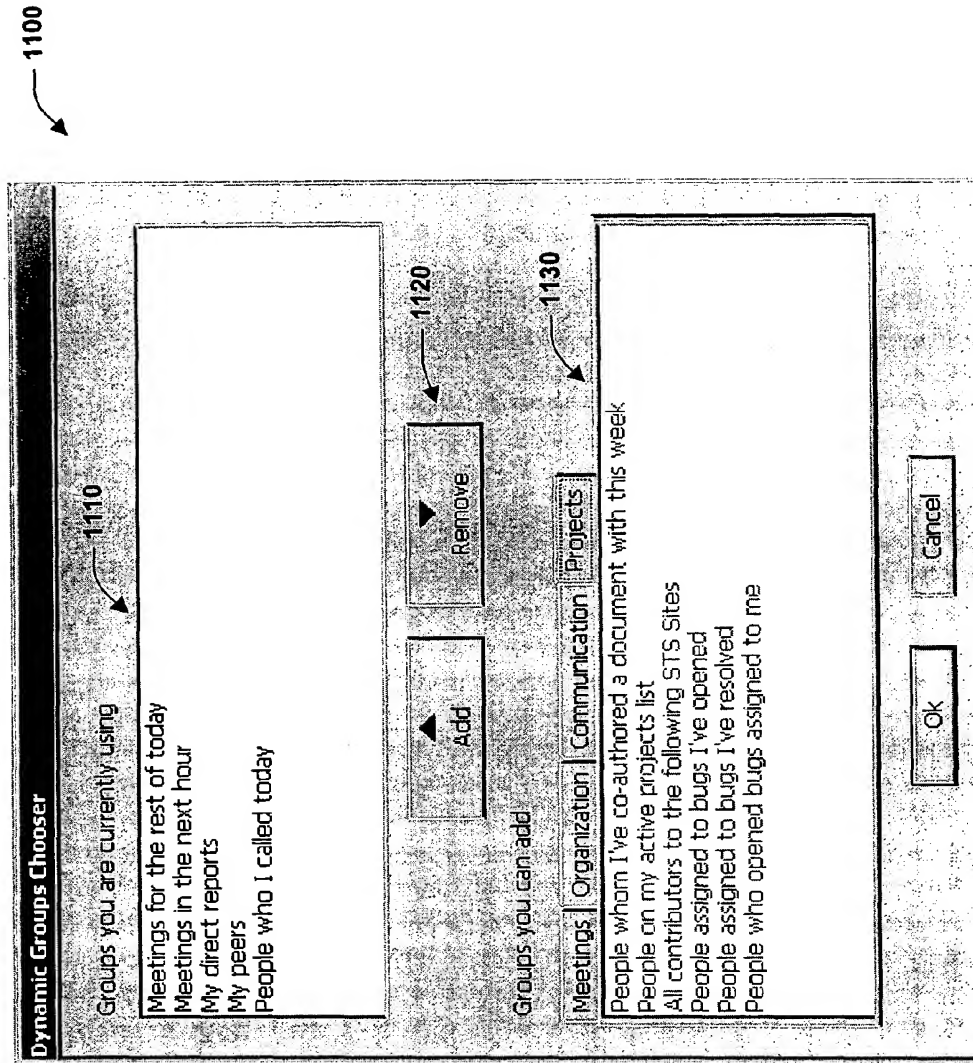 1100
Dynamic Groups Chooser
Groups you are currently using
1110
Meetings for the rest of today
Meetings in the next hour
My direct reports
My peers
People who I called today
Add
Remove
1120
Groups you can add
1130
Meetings Organization Communication Projects
People whom I've co-authored a document with this week
People on my active projects list
All contributors to the following STS Sites
People assigned to bugs I've opened
People assigned to bugs I've resolved
People who opened bugs assigned to me
Ok
Cancel